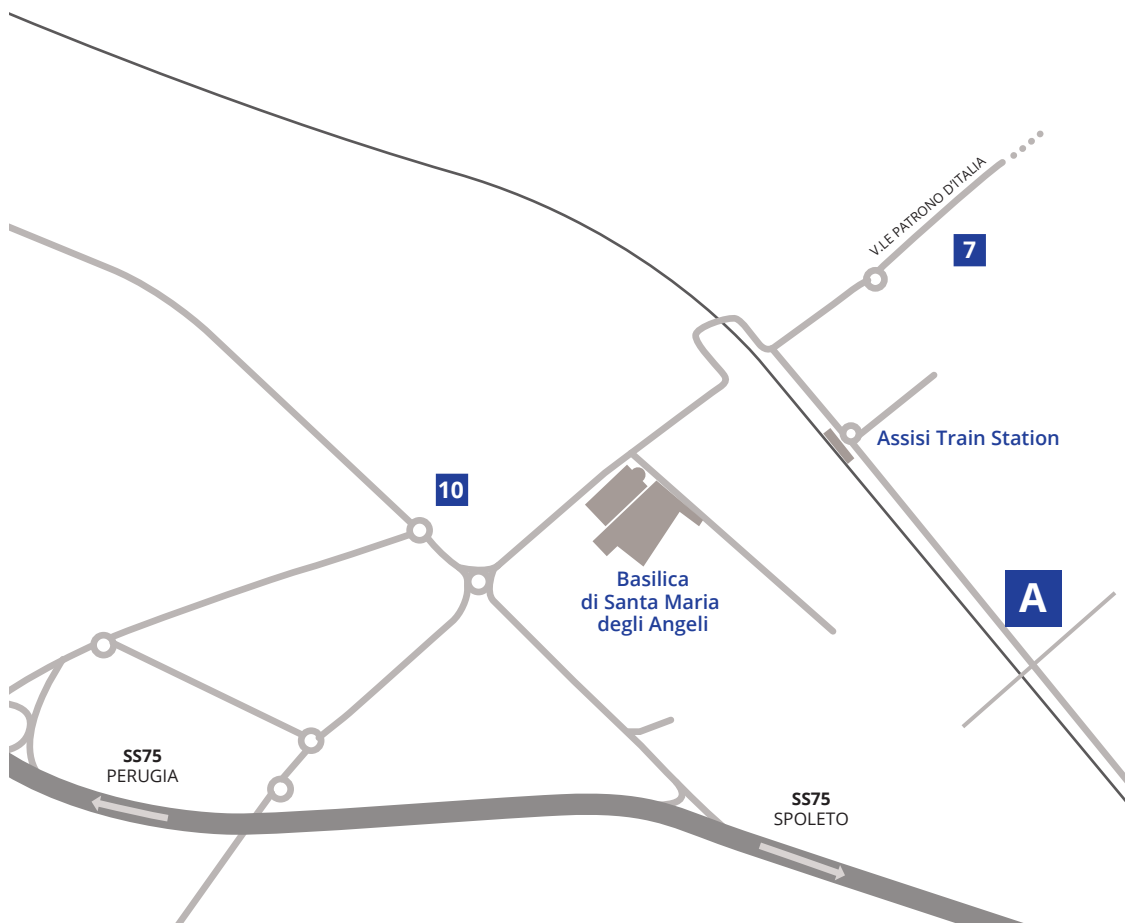 V.LE PATRONO D'ITALIA
7
Assisi Train Station
10
Basilica
di Santa Maria
degli Angeli
A
SS75
PERUGIA
SS75
SPOLETO